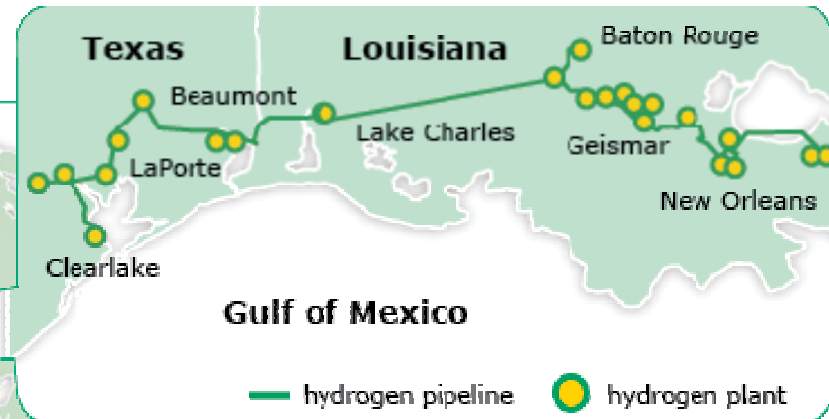 Baton Rouge
Texas
Louisiana
Beaumont
Lake Charles
Geismar
LaPorte
New Orleans
Clearlake
Gulf of Mexico
hydrogen pipeline
hydrogen plant